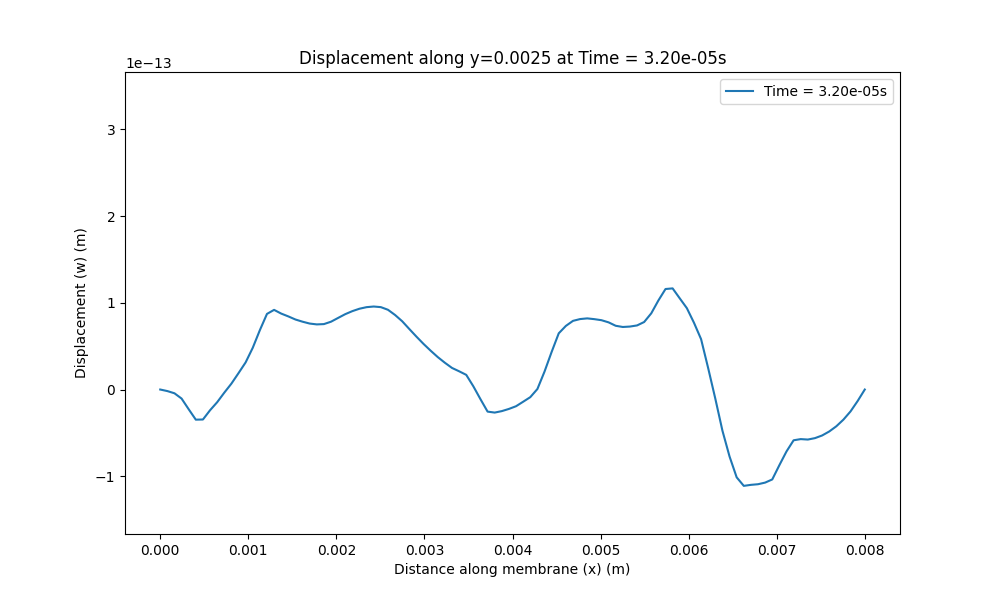 Displacement along y=0.0025 at Time = 3.20e-05s
1e−13
Time = 3.20e-05s
3
2
1
0
−1
Displacement (w) (m)
0.000 0.001 0.002 0.003 0.004 0.005 0.006 0.007 0.008
Distance along membrane (x) (m)